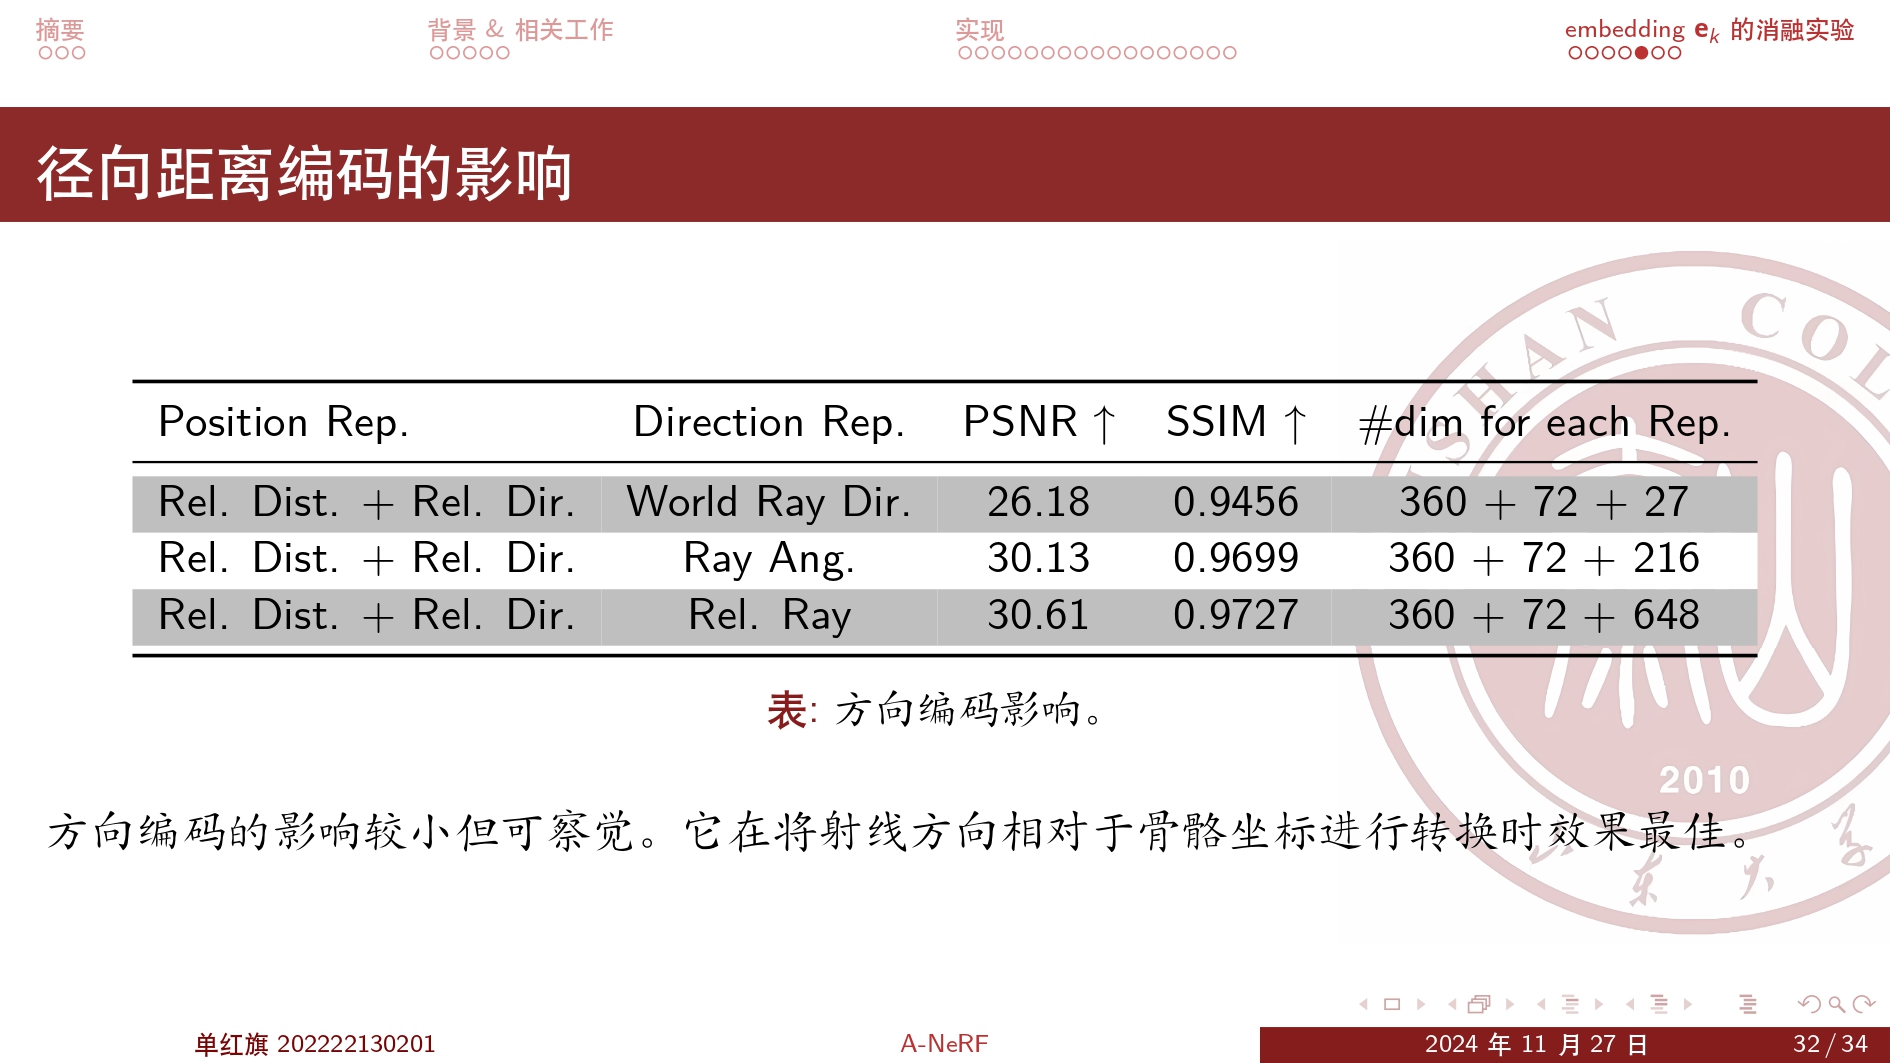 摘要 背景 & 相关工作 实现 embedding e_k 的消融实验
径向距离编码的影响
Position Rep. Direction Rep. PSNR ↑ SSIM ↑ #dim for each Rep.
Rel. Dist. + Rel. Dir. World Ray Dir. 26.18 0.9456 360 + 72 + 27
Rel. Dist. + Rel. Dir. Ray Ang. 30.13 0.9699 360 + 72 + 216
Rel. Dist. + Rel. Dir. Rel. Ray 30.61 0.9727 360 + 72 + 648
表: 方向编码影响。
方向编码的影响较小但可察觉。它在将射线方向相对于骨骼坐标进行转换时效果最佳。
SHAN COL
2010
山东大学
单红旗 202222130201 A-NeRF 2024 年 11 月 27 日 32 / 34